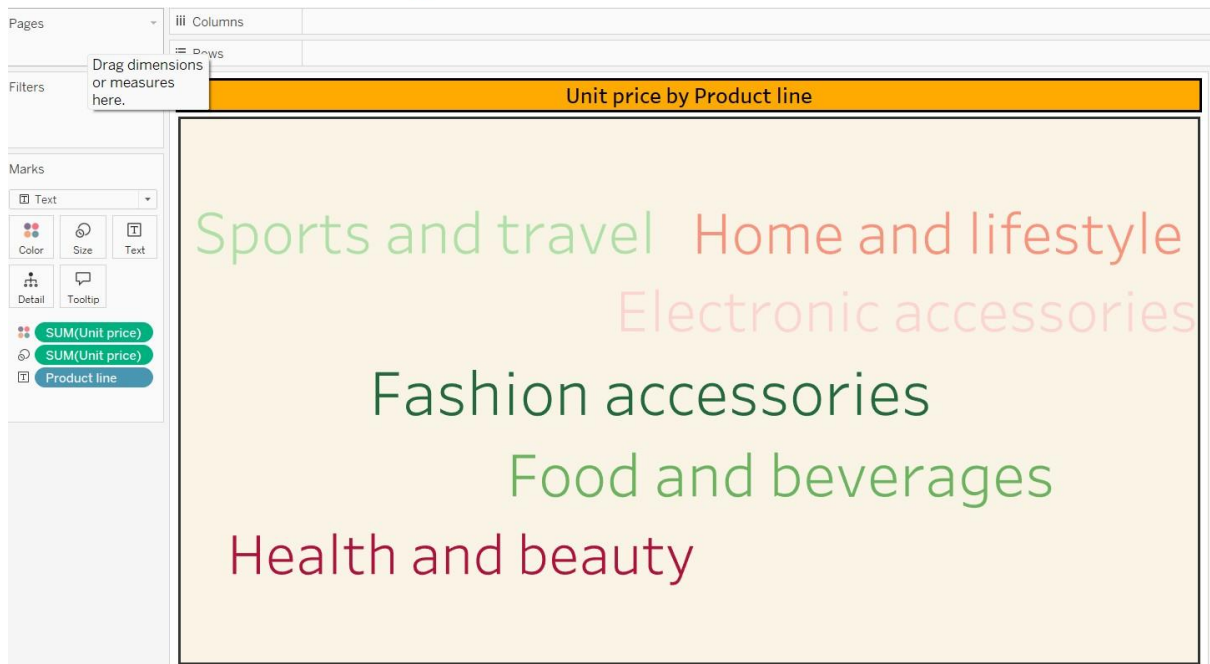 Pages
iii Columns
Rows
Drag dimensions
or measures
here.
Filters
Unit price by Product line
Marks
T Text
Color
Size
T
Text
Detail
Tooltip
SUM(Unit price)
SUM(Unit price)
T Product line
Sports and travel Home and lifestyle
Electronic accessories
Fashion accessories
Food and beverages
Health and beauty